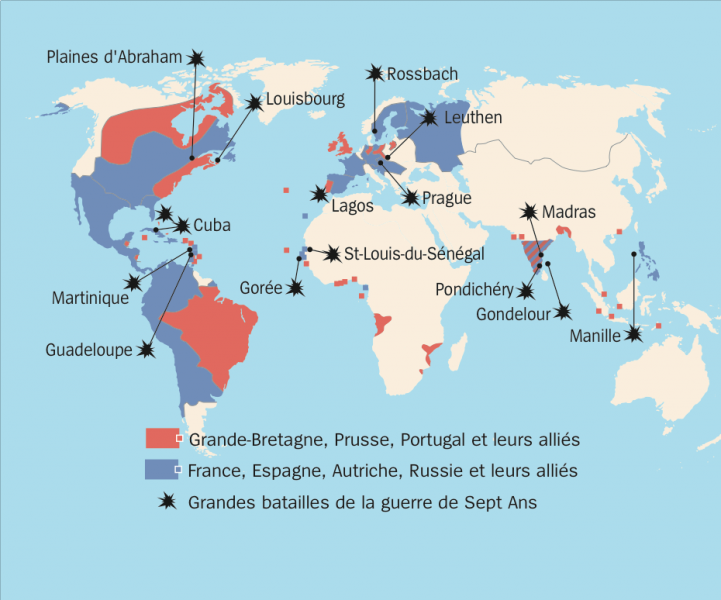 Plaines d'Abraham
Rossbach
Louisbourg
Leuthen
Prague
Lagos
Cuba
Madras
St-Louis-du-Sénégal
Gorée
Pondichéry
Martinique
Gondelour
Manille
Guadeloupe
Grande-Bretagne, Prusse, Portugal et leurs alliés
France, Espagne, Autriche, Russie et leurs alliés
Grandes batailles de la guerre de Sept Ans